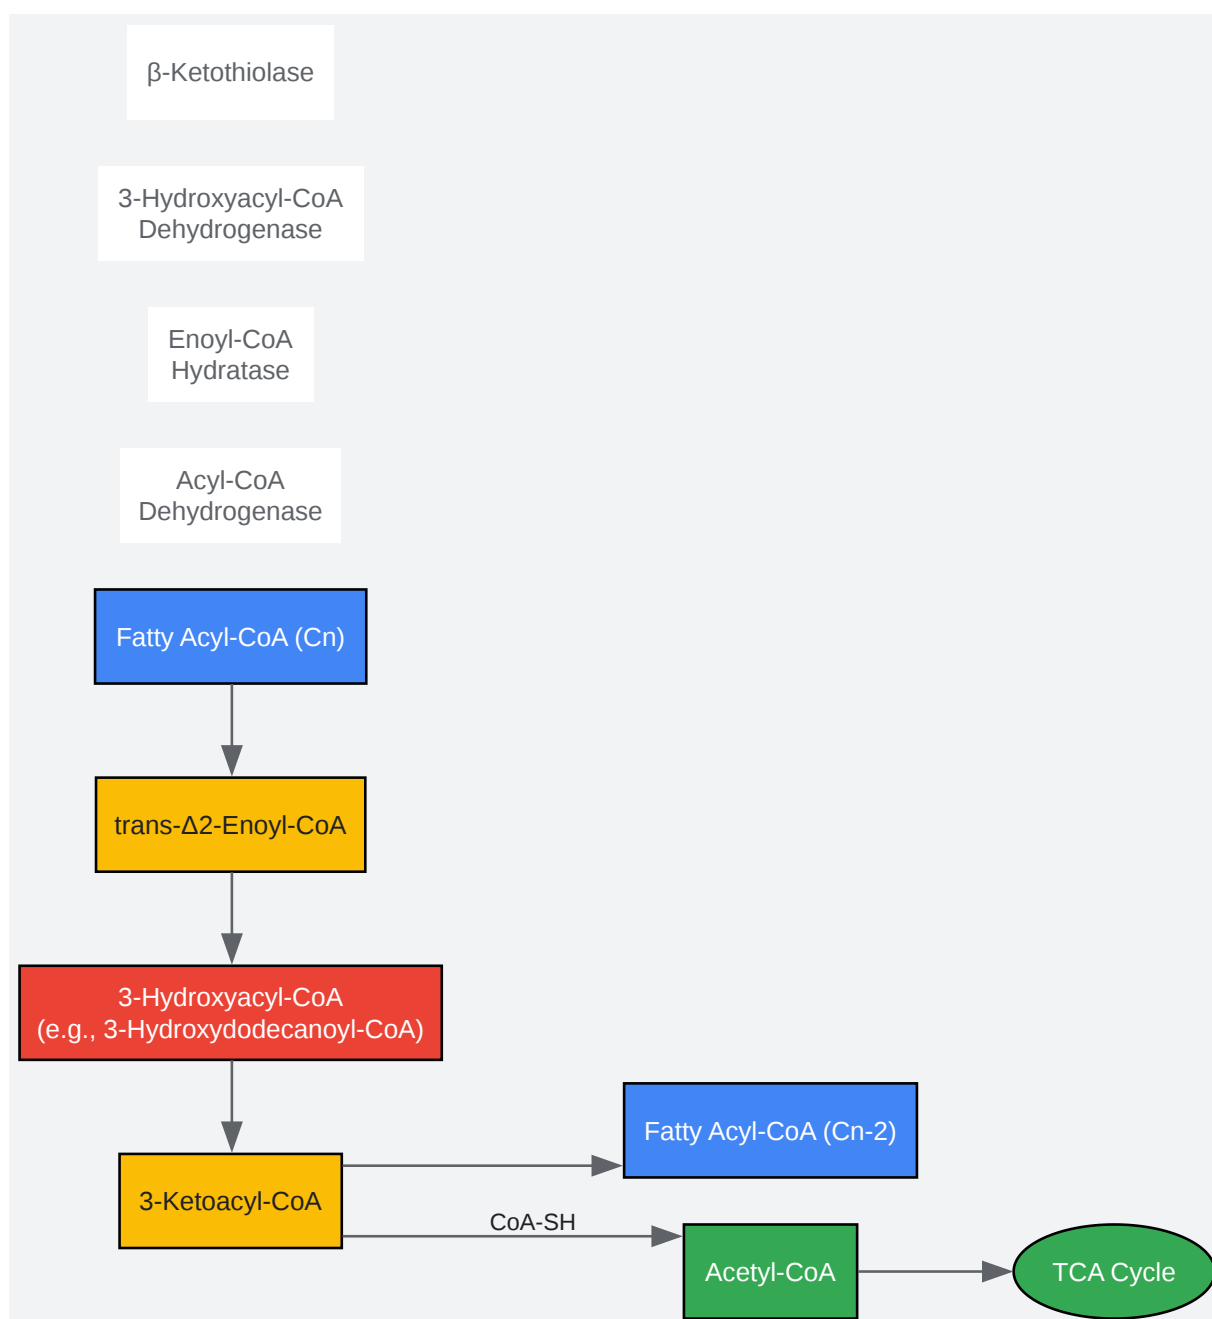 β-Ketothiolase
3-Hydroxyacyl-CoA
Dehydrogenase
Enoyl-CoA
Hydratase
Acyl-CoA
Dehydrogenase
Fatty Acyl-CoA (Cn)
trans-Δ2-Enoyl-CoA
3-Hydroxyacyl-CoA
(e.g., 3-Hydroxydodecanoyl-CoA)
Fatty Acyl-CoA (Cn-2)
3-Ketoacyl-CoA
CoA-SH
Acetyl-CoA
TCA Cycle